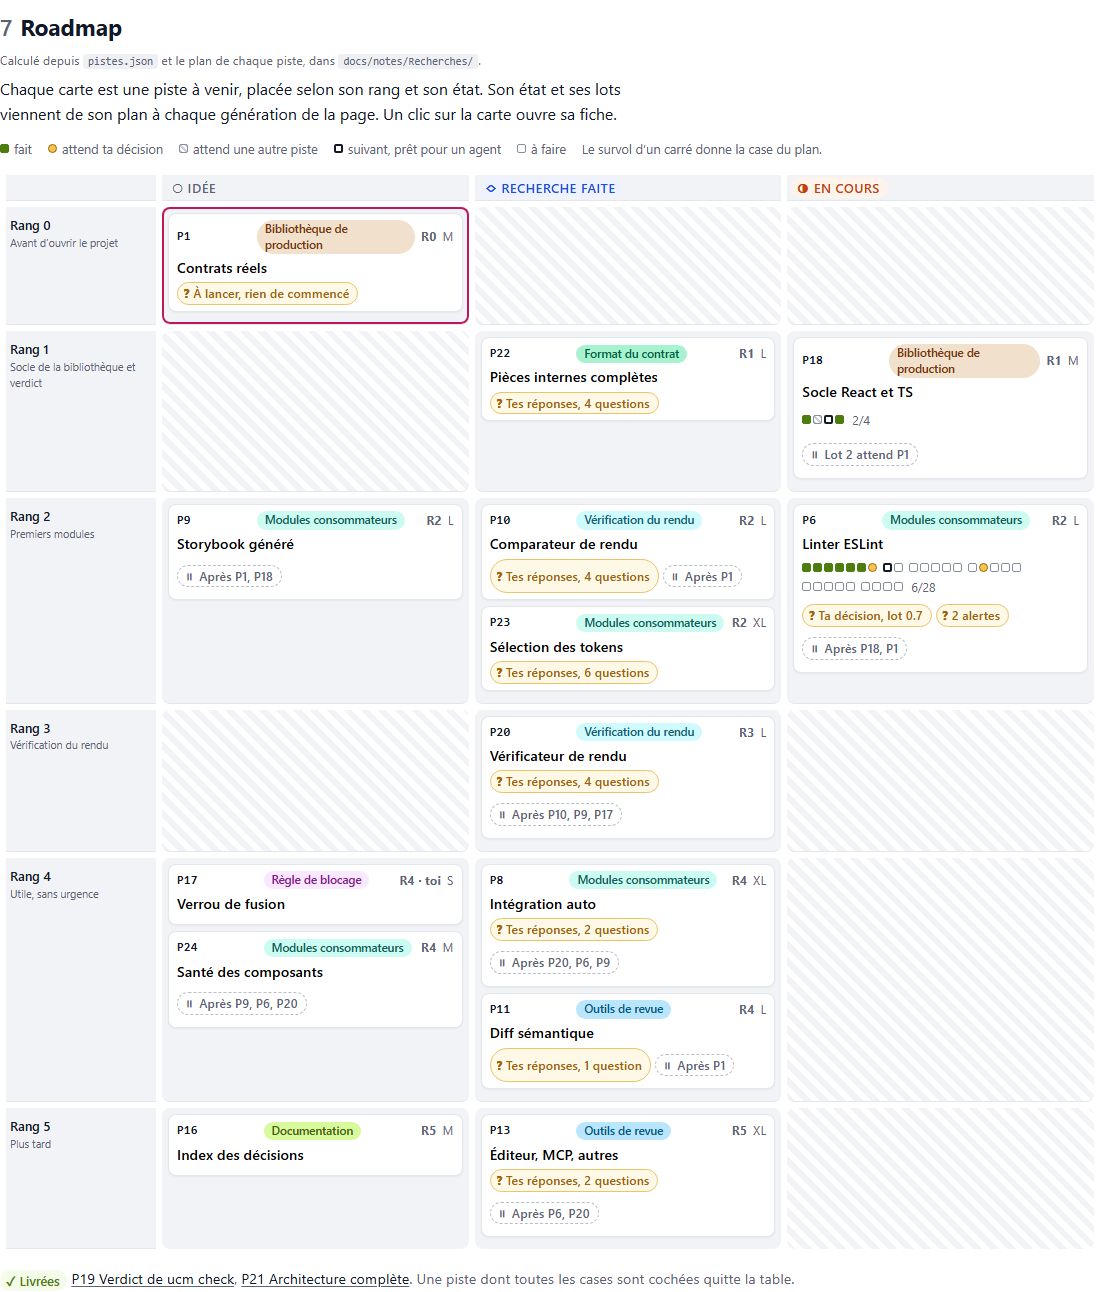 7 Roadmap
Calculé depuis pistes.json et le plan de chaque piste, dans docs/notes/Recherches/ .
Chaque carte est une piste à venir, placée selon son rang et son état. Son état et ses lots
viennent de son plan à chaque génération de la page. Un clic sur la carte ouvre sa fiche.
fait attend ta décision attend une autre piste suivant, prêt pour un agent à faire Le survol d'un carré donne la case du plan.
IDÉE RECHERCHE FAITE EN COURS
Rang 0
Avant d'ouvrir le projet
P1 Bibliothèque de production R0 M
Contrats réels
? À lancer, rien de commencé
Rang 1
Socle de la bibliothèque et
verdict
P22 Format du contrat R1 L
Pièces internes complètes
? Tes réponses, 4 questions
P18 Bibliothèque de production R1 M
Socle React et TS
2/4
Lot 2 attend P1
Rang 2
Premiers modules
P9 Modules consommateurs R2 L
Storybook généré
Après P1, P18
P10 Vérification du rendu R2 L
Comparateur de rendu
? Tes réponses, 4 questions Après P1
P23 Modules consommateurs R2 XL
Sélection des tokens
? Tes réponses, 6 questions
P6 Modules consommateurs R2 L
Linter ESLint
6/28
? Ta décision, lot 0.7 ? 2 alertes
Après P18, P1
Rang 3
Vérification du rendu
P20 Vérification du rendu R3 L
Vérificateur de rendu
? Tes réponses, 4 questions
Après P10, P9, P17
Rang 4
Utile, sans urgence
P17 Règle de blocage R4 · toi S
Verrou de fusion
P24 Modules consommateurs R4 M
Santé des composants
Après P9, P6, P20
P8 Modules consommateurs R4 XL
Intégration auto
? Tes réponses, 2 questions
Après P20, P6, P9
P11 Outils de revue R4 L
Diff sémantique
? Tes réponses, 1 question Après P1
Rang 5
Plus tard
P16 Documentation R5 M
Index des décisions
P13 Outils de revue R5 XL
Éditeur, MCP, autres
? Tes réponses, 2 questions
Après P6, P20
✓ Livrées P19 Verdict de ucm check, P21 Architecture complète. Une piste dont toutes les cases sont cochées quitte la table.